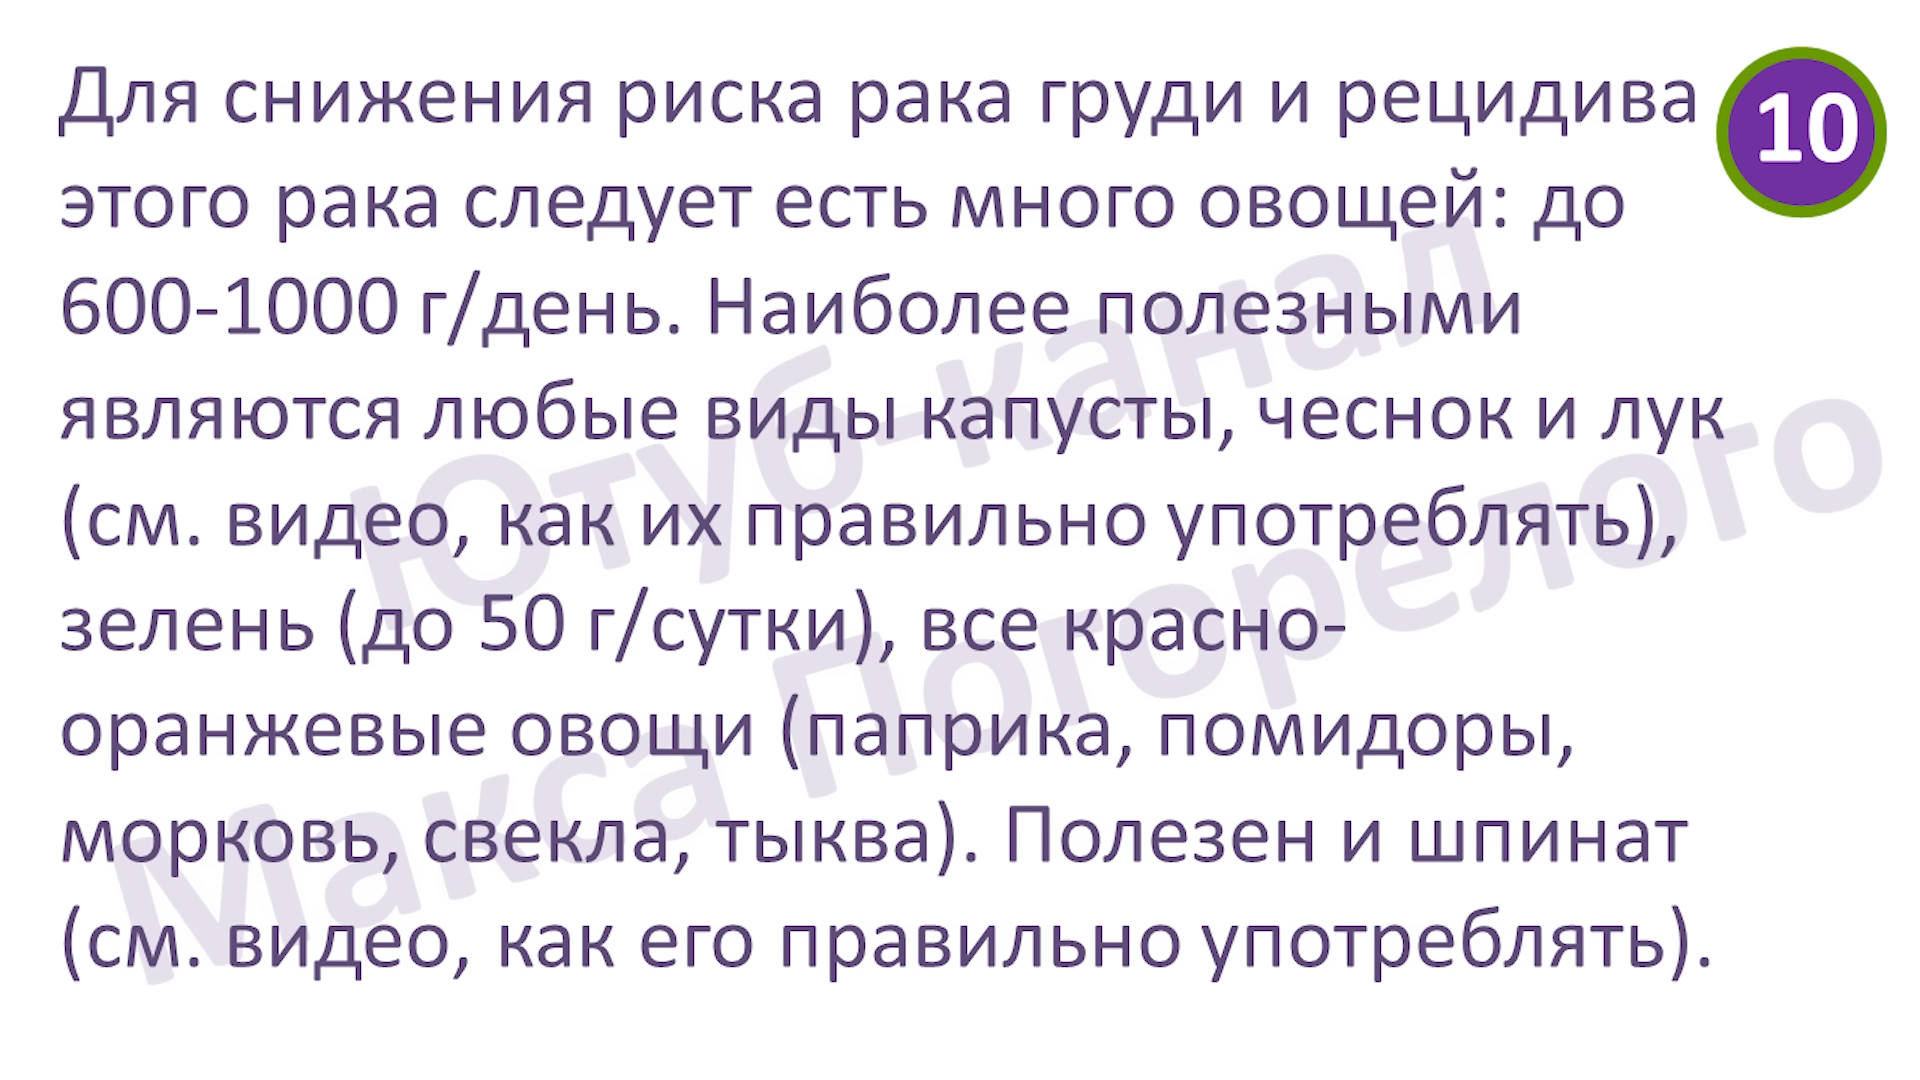 Для снижения риска рака груди и рецидива
10
этого рака следует есть много овощей: до
600-1000 г/день. Наиболее полезными
являются любые виды капусты, чеснок и лук
(см. видео, как их правильно употреблять),
зелень (до 50 г/сутки), все красно-
оранжевые овощи (паприка, помидоры,
морковь, свекла, тыква). Полезен и шпинат
(см. видео, как его правильно употреблять).
Ютуб-канал
Макса Погорелого